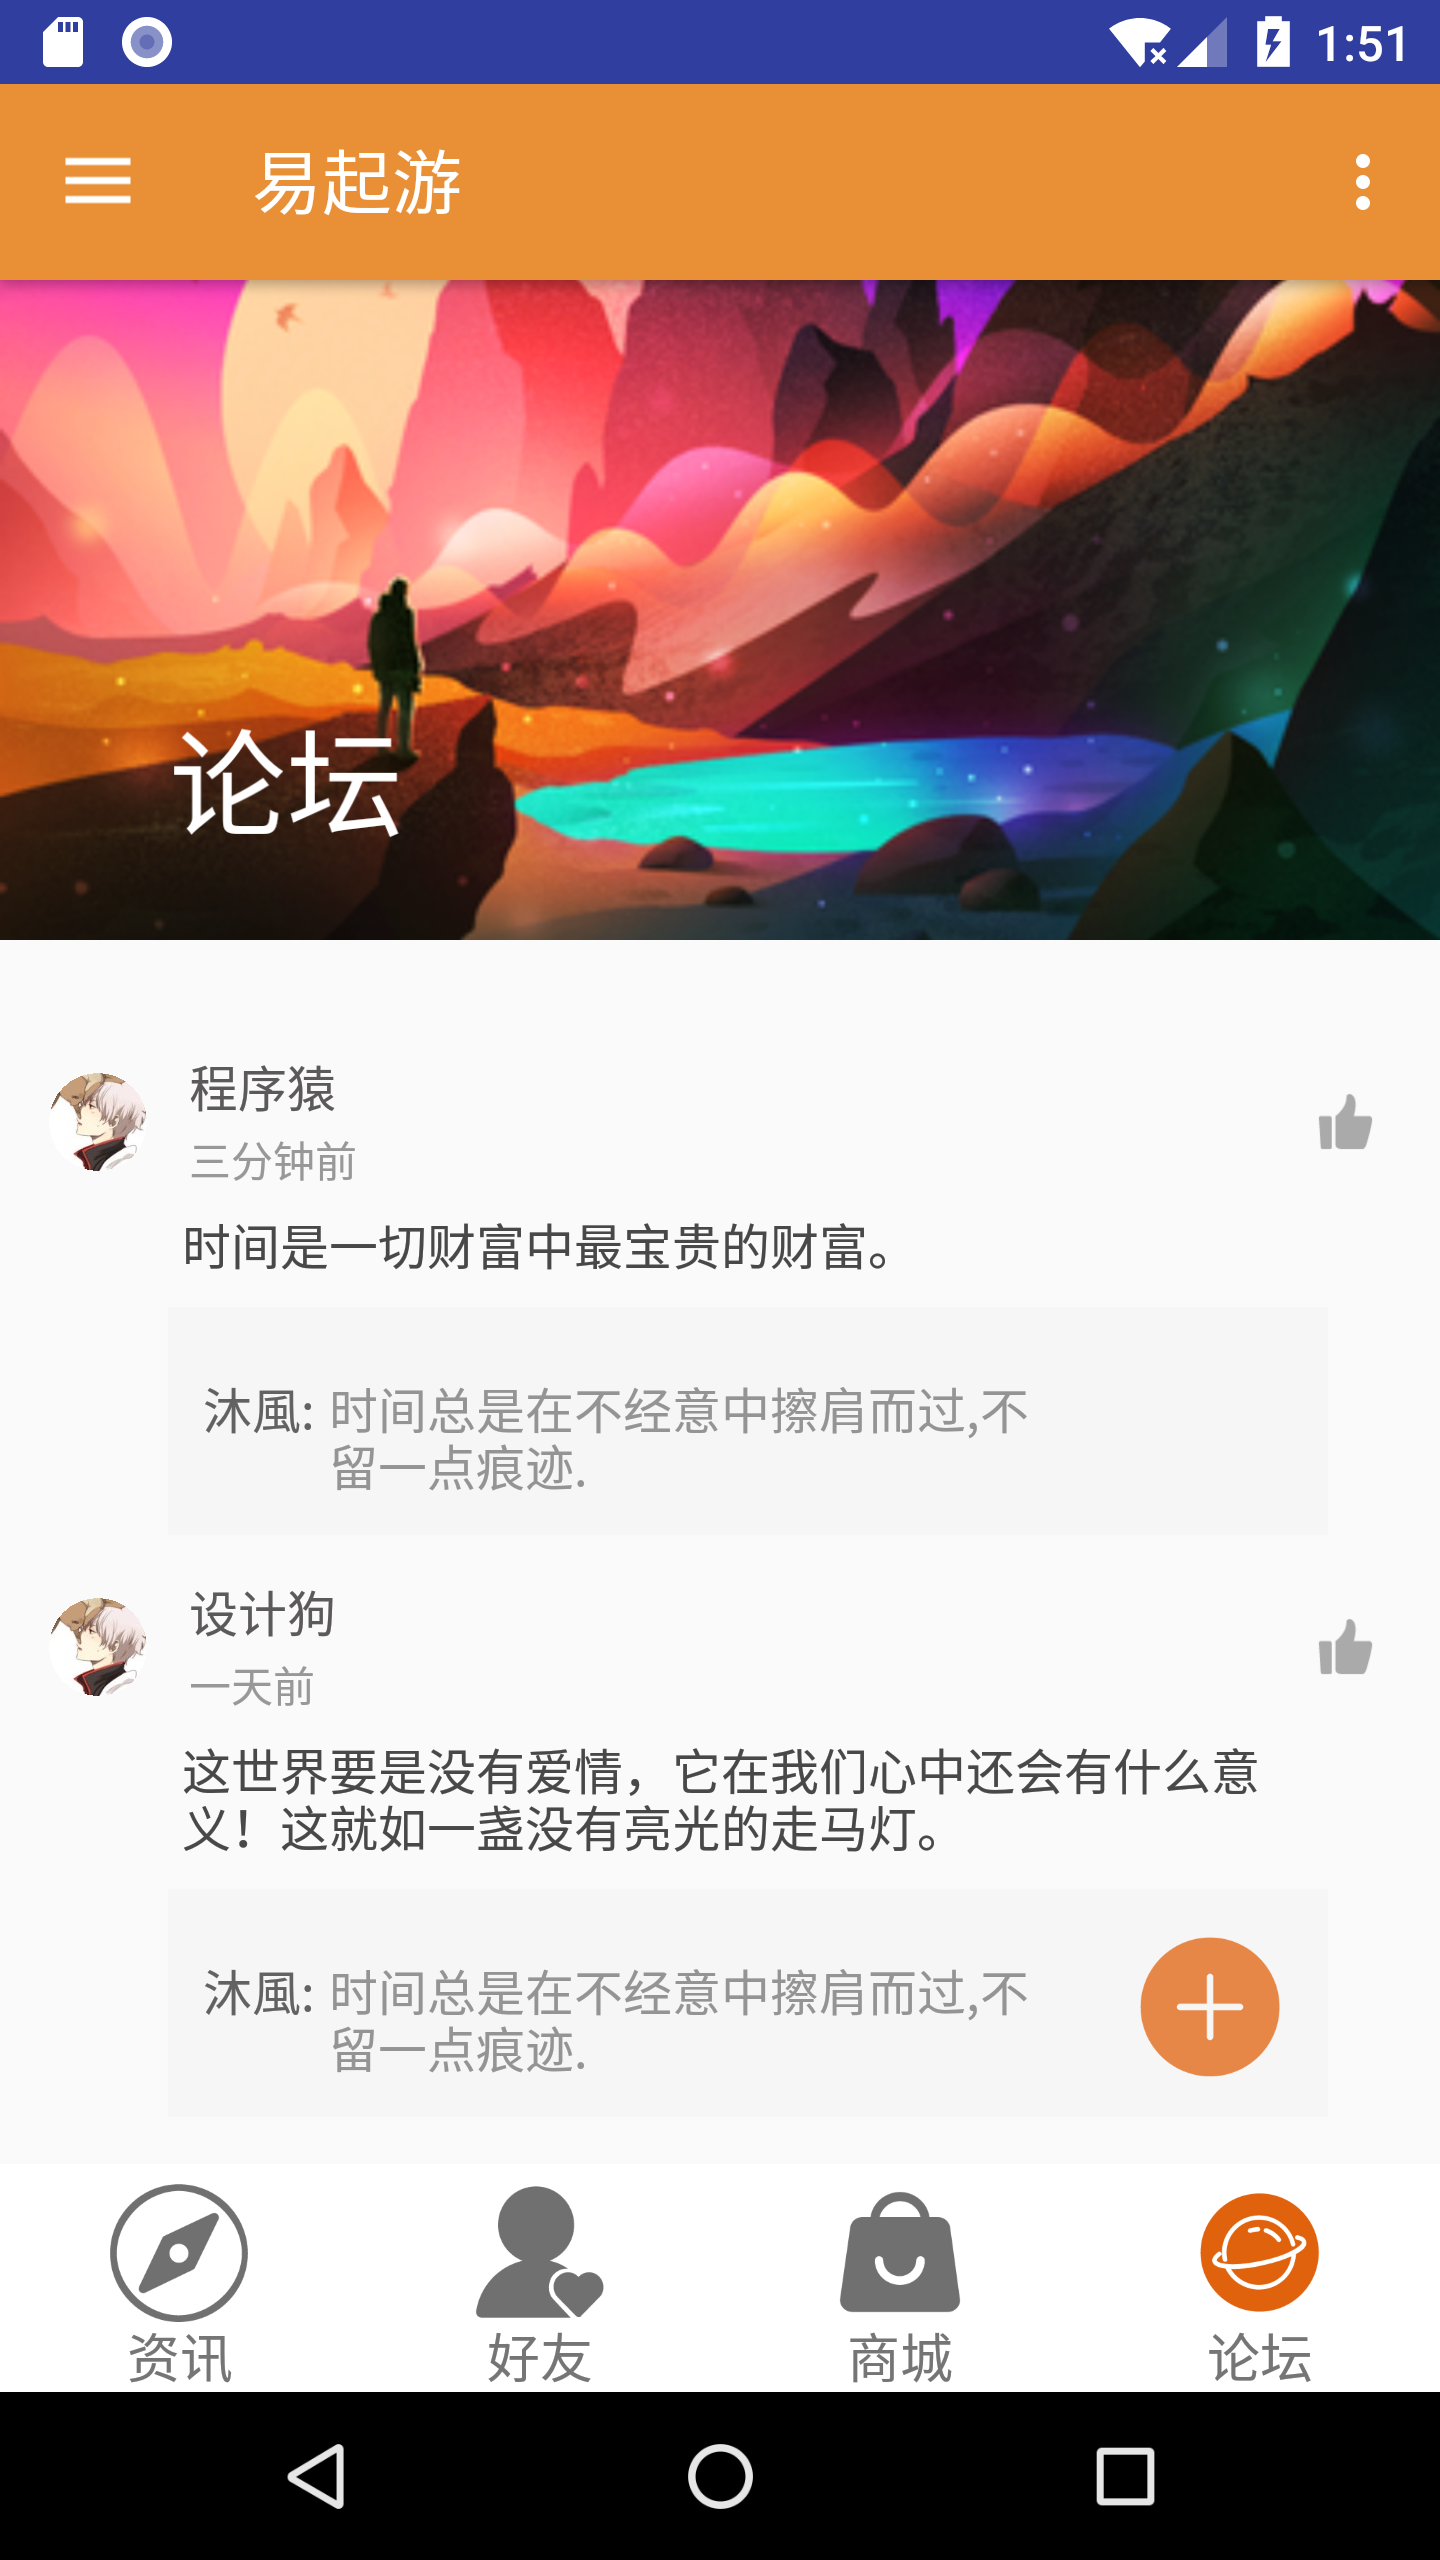 1:51
易起游
论坛
程序猿
三分钟前
时间是一切财富中最宝贵的财富。
沐風: 时间总是在不经意中擦肩而过,不
留一点痕迹.
设计狗
一天前
这世界要是没有爱情，它在我们心中还会有什么意
义！这就如一盏没有亮光的走马灯。
沐風: 时间总是在不经意中擦肩而过,不
留一点痕迹.
资讯 好友 商城 论坛